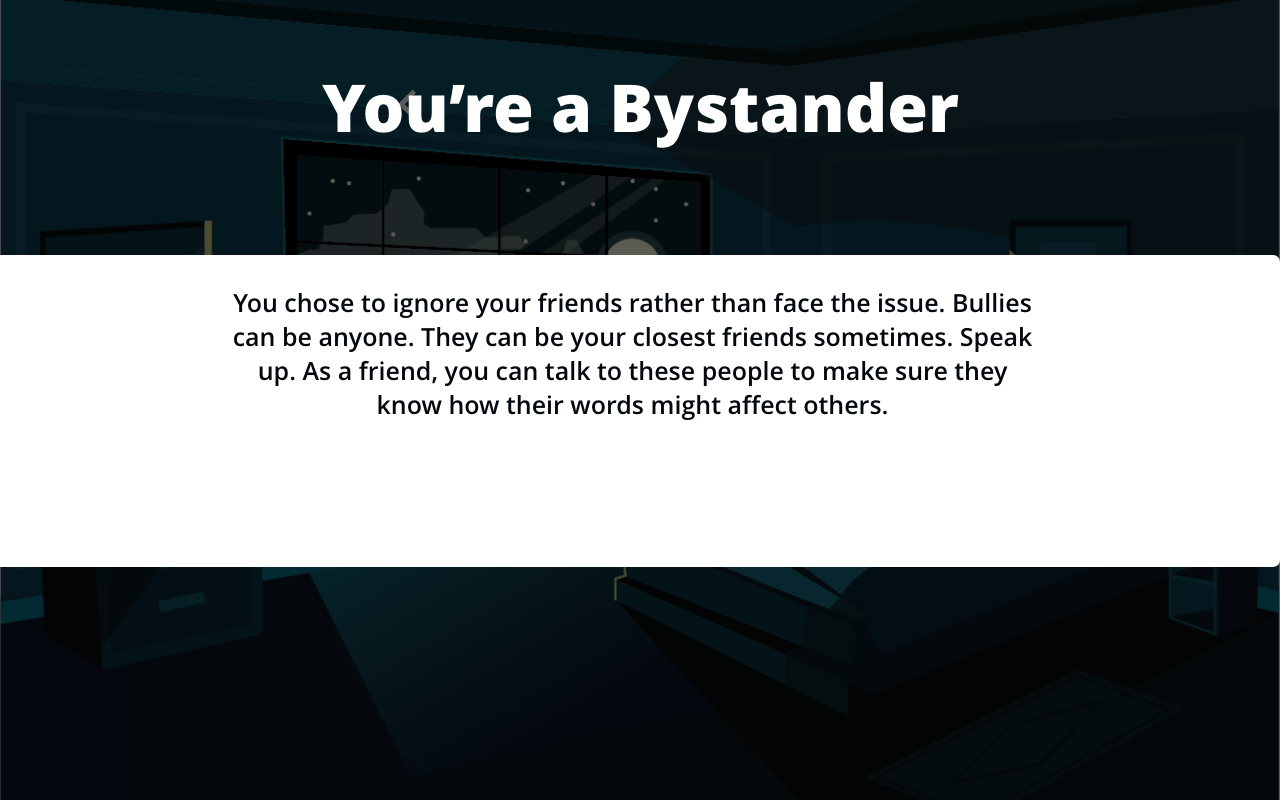 You’re a Bystander
You chose to ignore your friends rather than face the issue. Bullies
can be anyone. They can be your closest friends sometimes. Speak
up. As a friend, you can talk to these people to make sure they
know how their words might affect others.